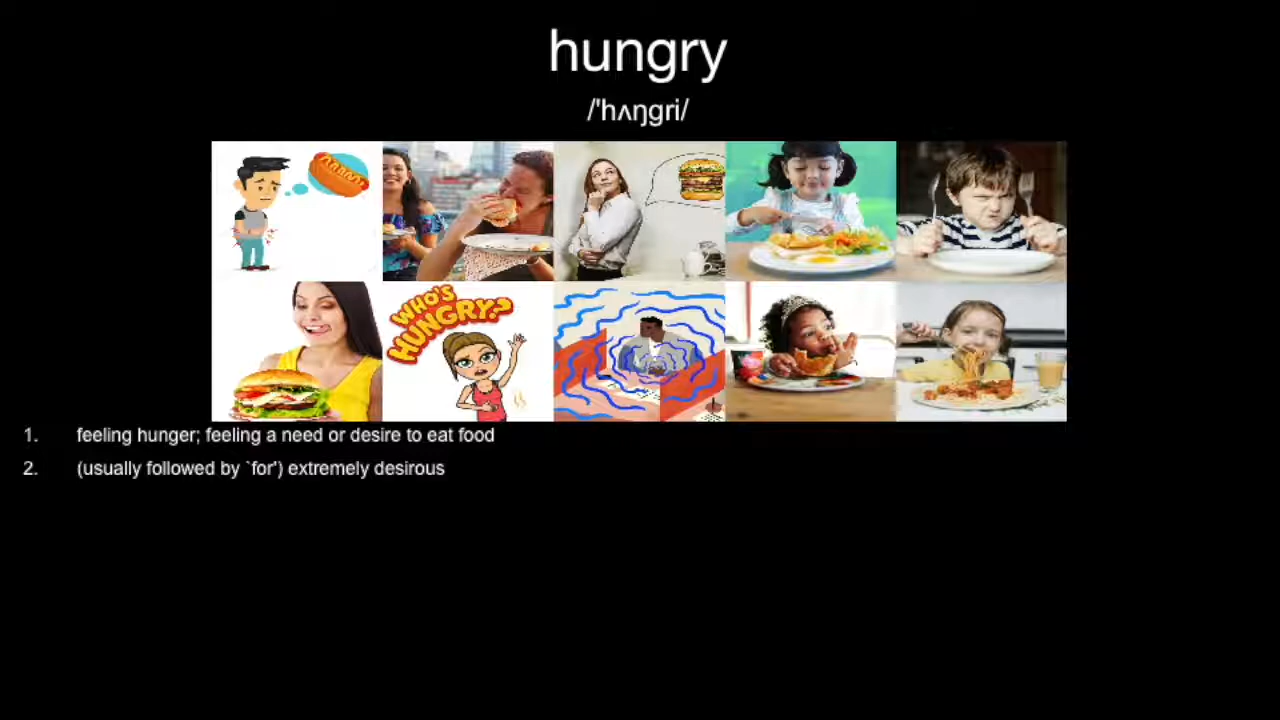 hungry
/'hʌŋgri/
WHO'S
HUNGRY?
1. feeling hunger; feeling a need or desire to eat food
2. (usually followed by `for') extremely desirous